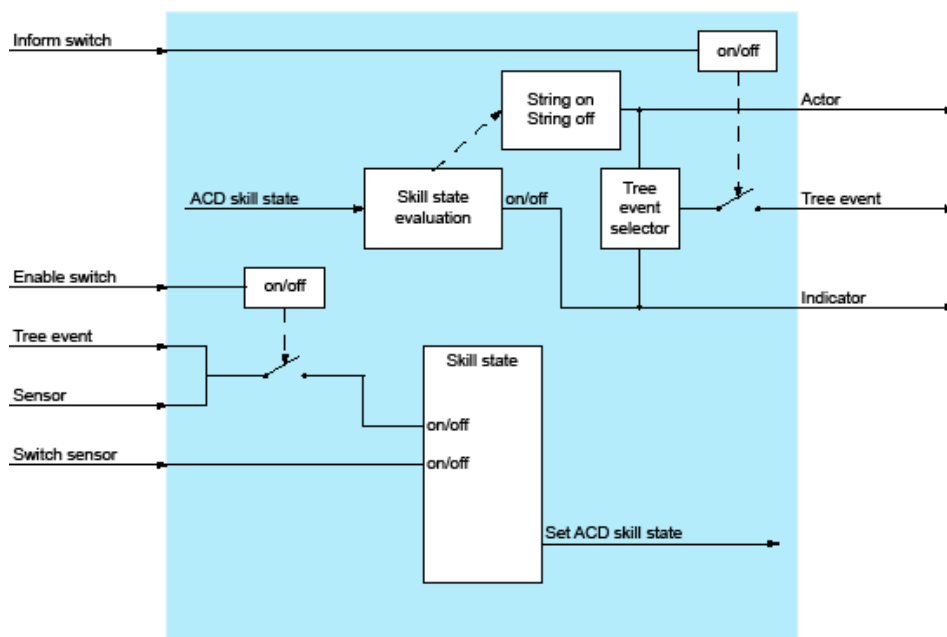 Inform switch
on/off
String on
String off
Actor
ACD skill state
Skill state
evaluation
on/off
Tree
event
selector
Tree event
Enable switch
on/off
Indicator
Tree event
Skill state
Sensor
on/off
Switch sensor
on/off
Set ACD skill state